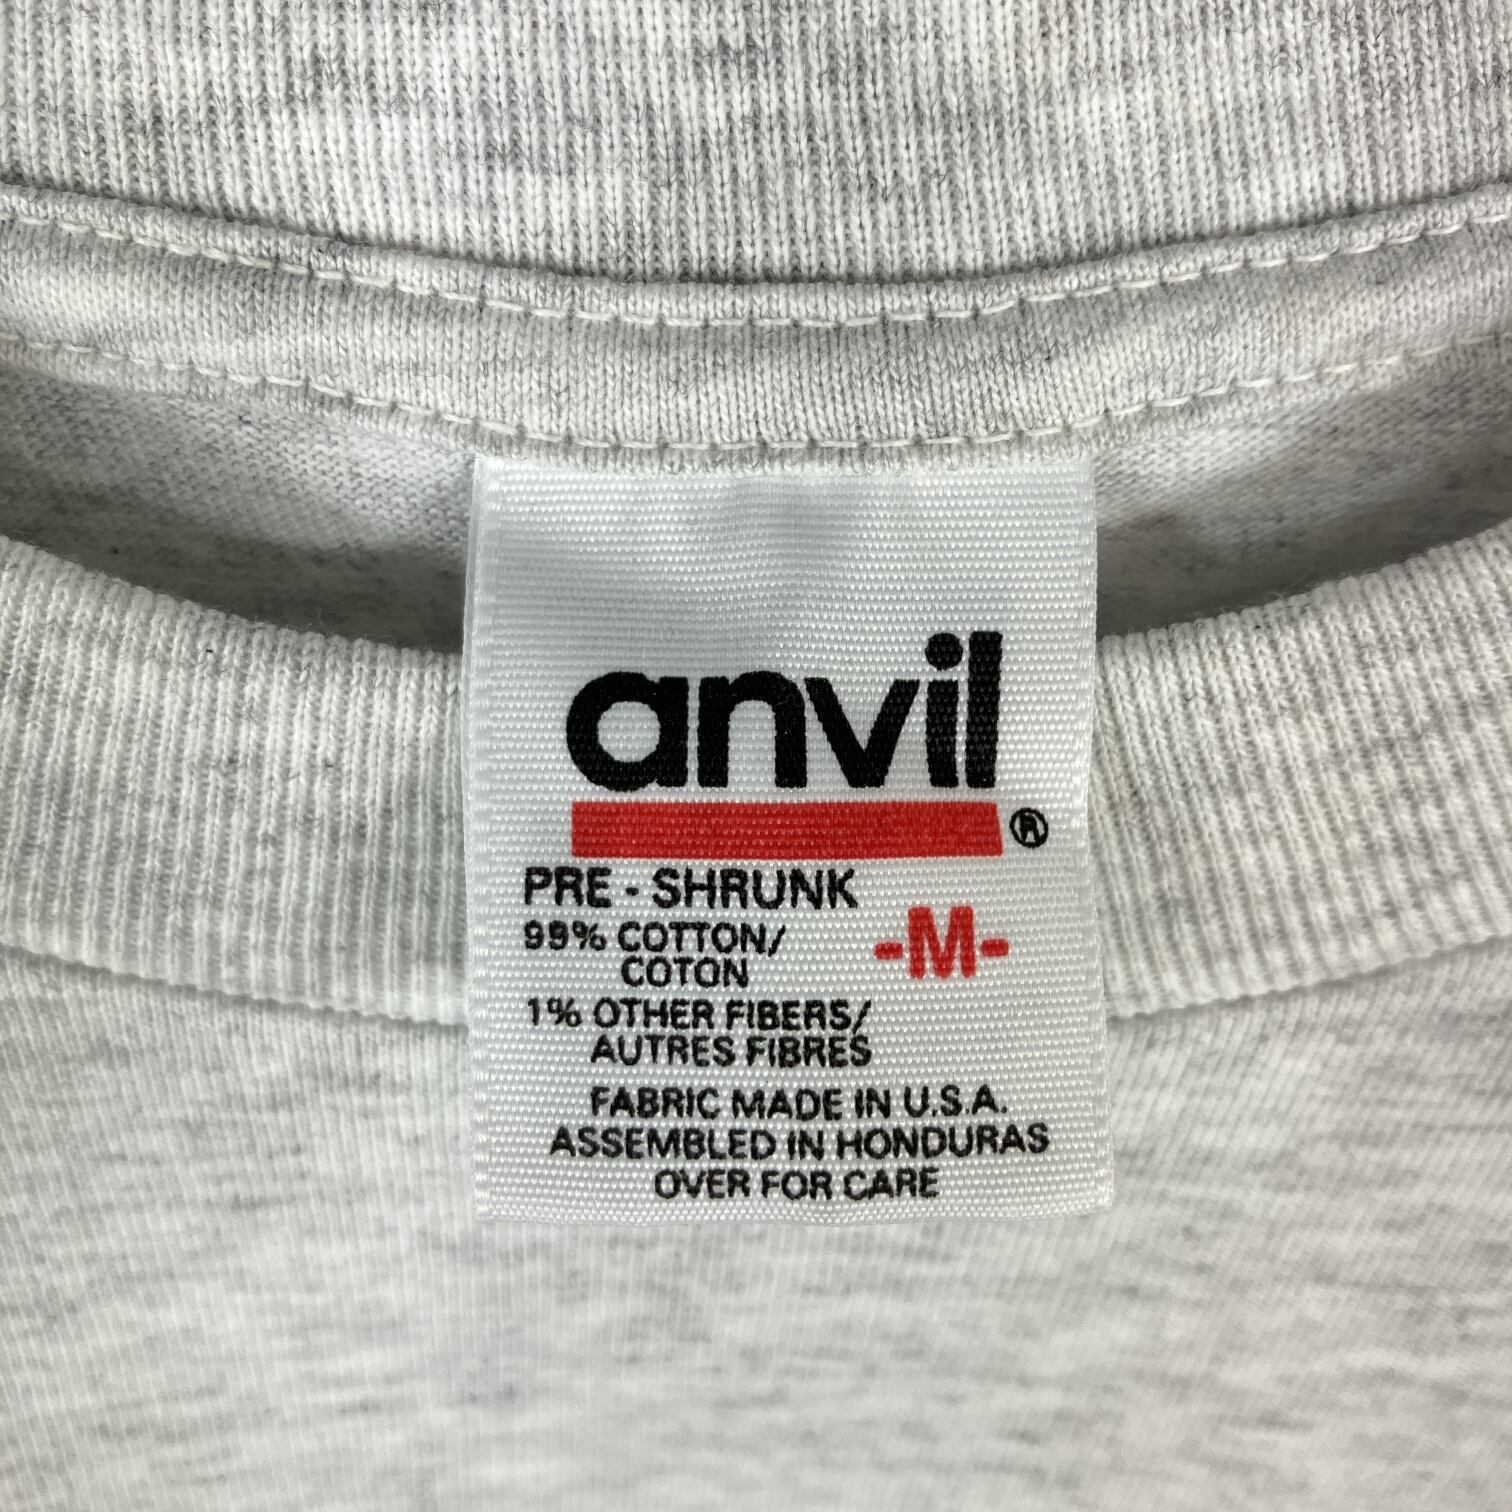 anvil
®
PRE - SHRUNK
99% COTTON/
COTON
-M-
1% OTHER FIBERS/
AUTRES FIBRES
FABRIC MADE IN U.S.A.
ASSEMBLED IN HONDURAS
OVER FOR CARE